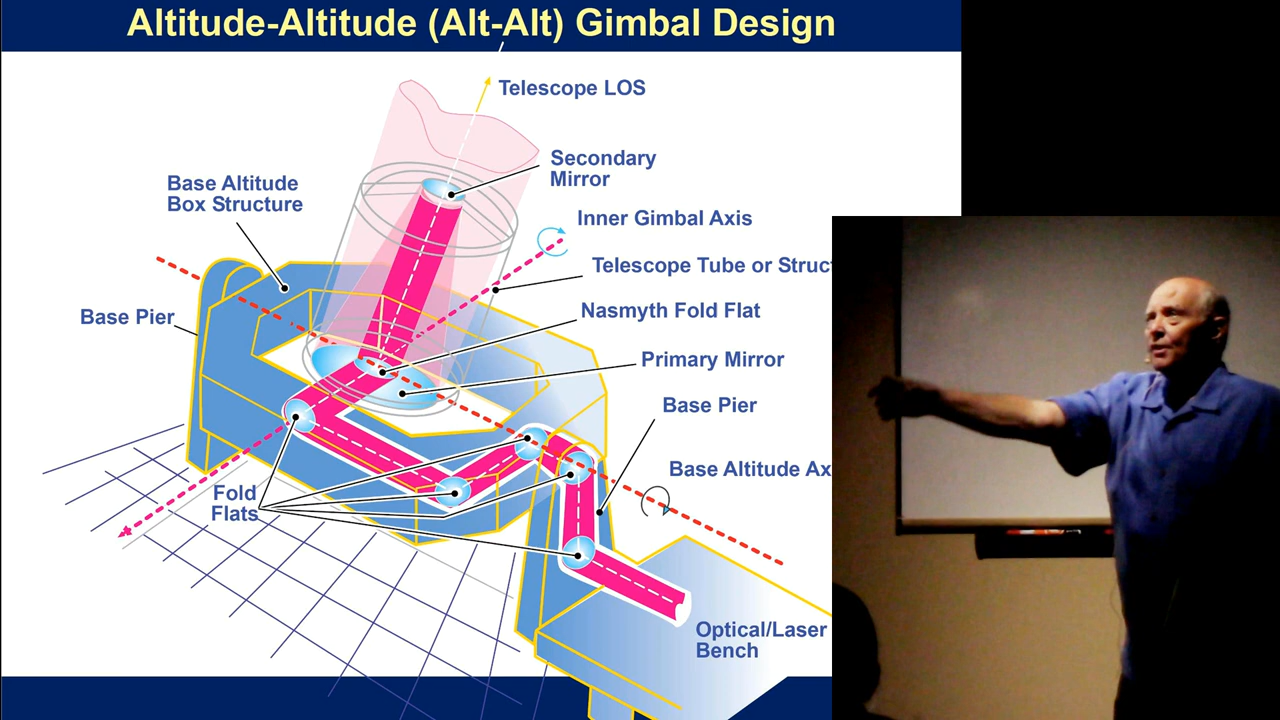 Altitude-Altitude (Alt-Alt) Gimbal Design
Telescope LOS
Secondary
Mirror
Base Altitude
Box Structure
Inner Gimbal Axis
Telescope Tube or Struct
Nasmyth Fold Flat
Base Pier
Primary Mirror
Base Pier
Base Altitude Ax
Fold
Flats
Optical/Laser
Bench